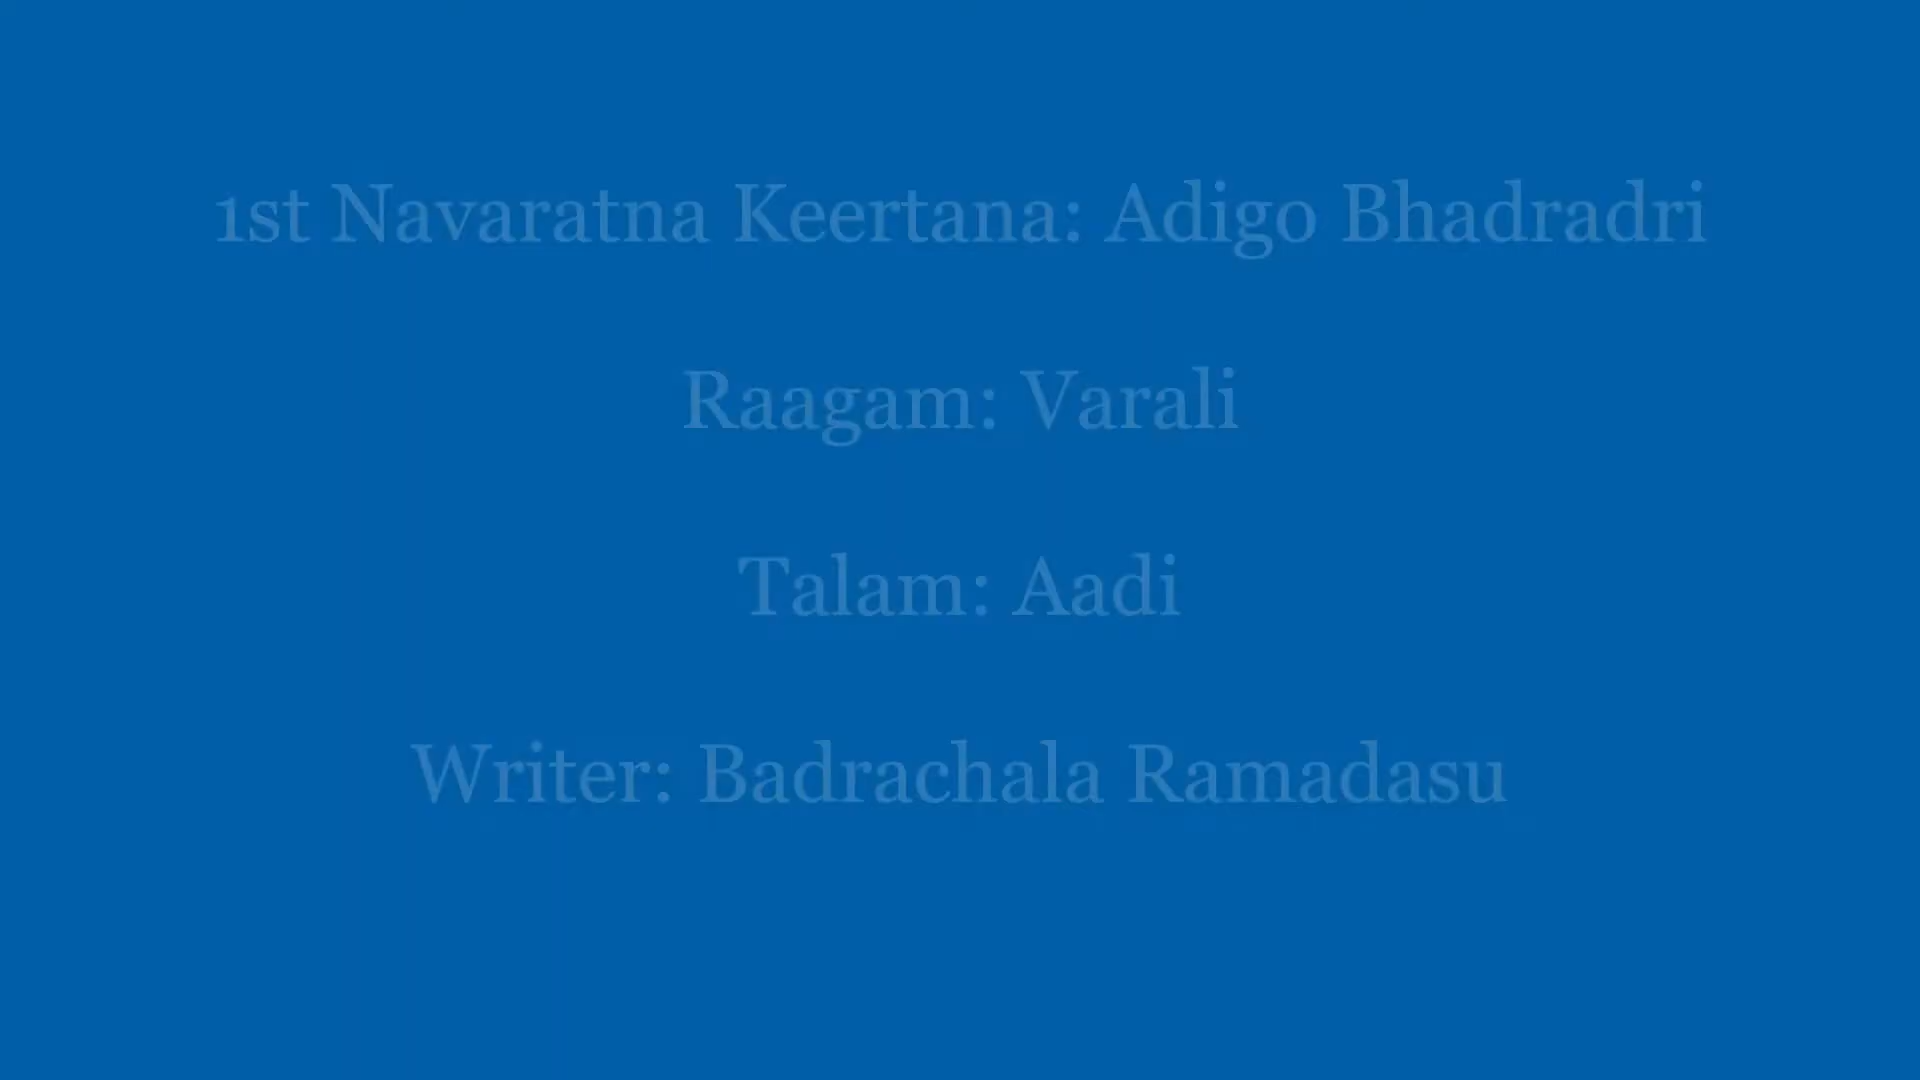 1st Navaratna Keertana: Adigo Bhadradri
Raagam: Varali
Talam: Aadi
Writer: Badrachala Ramadasu